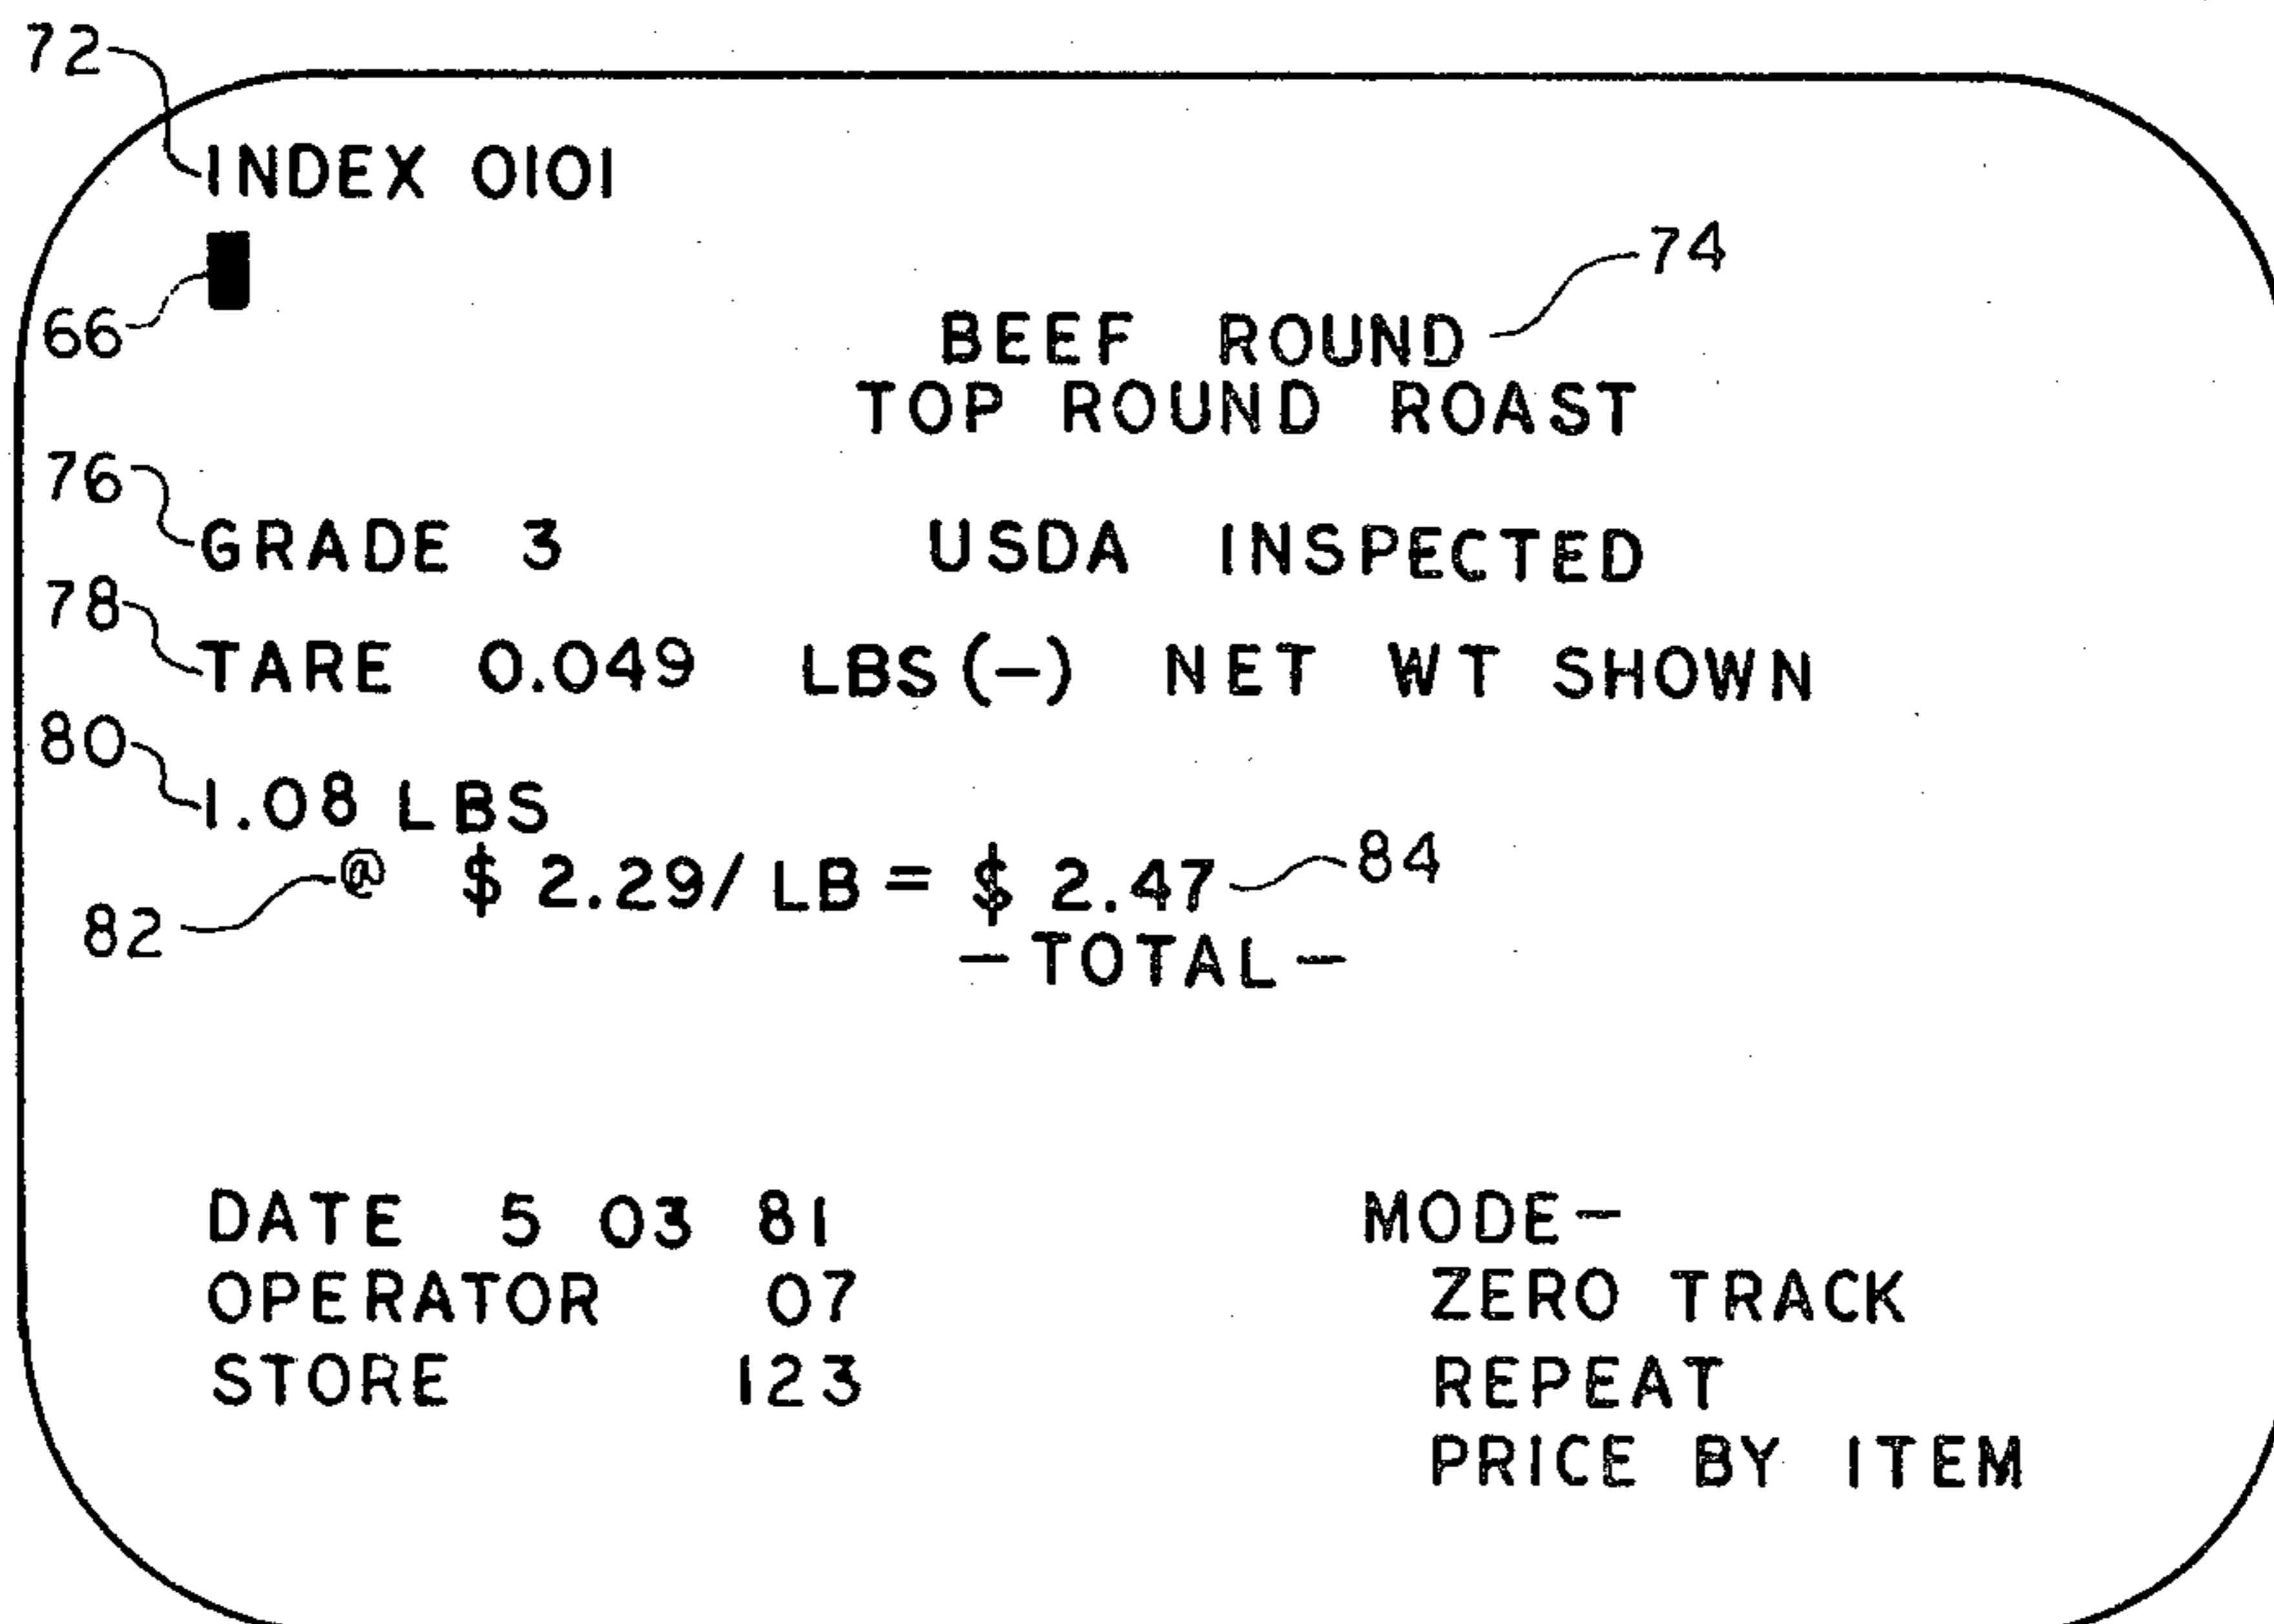 72
INDEX 0101
74
66
BEEF ROUND
TOP ROUND ROAST
76
GRADE 3 USDA INSPECTED
78
TARE 0.049 LBS (-) NET WT SHOWN
80
1.08 LBS
@ $ 2.29/LB = $ 2.47 84
82
-TOTAL-
DATE 5 03 81 MODE-
OPERATOR 07 ZERO TRACK
STORE 123 REPEAT
PRICE BY ITEM